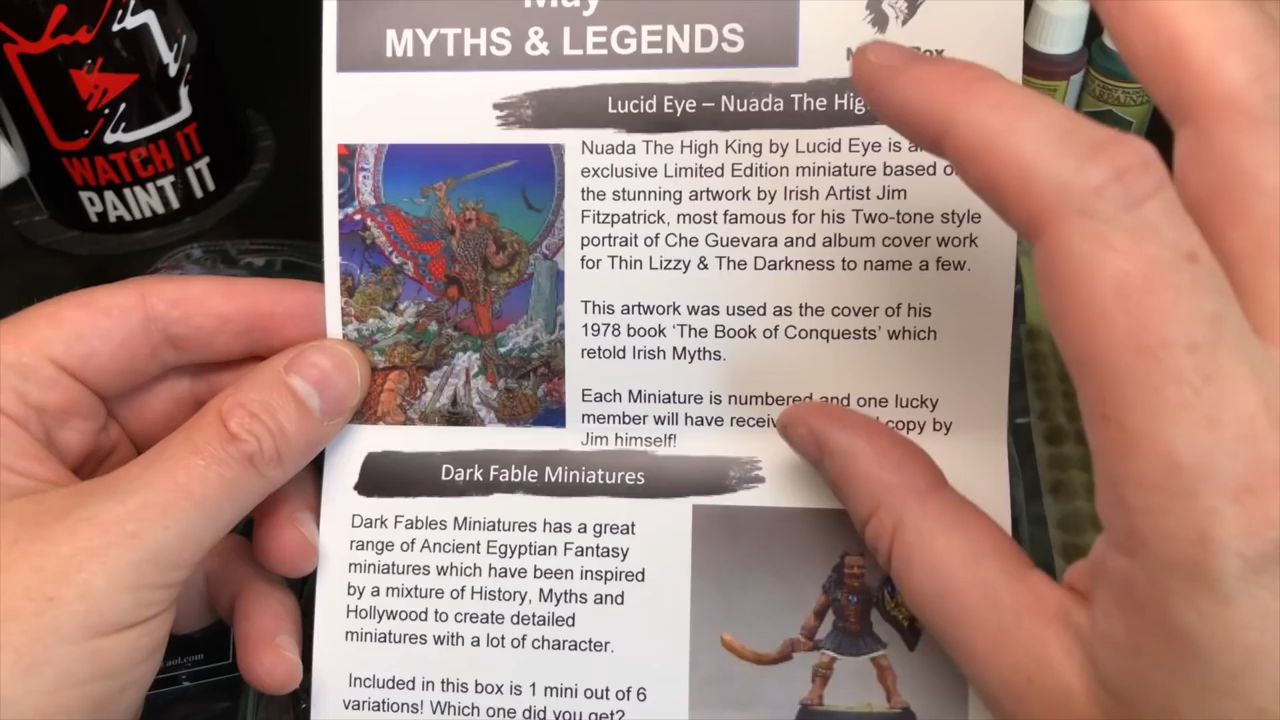 May
MYTHS & LEGENDS
Lucid Eye – Nuada The
Nuada The High King by Lucid Eye is
exclusive Limited Edition miniature based
the stunning artwork by Irish Artist Jim
Fitzpatrick, most famous for his Two-tone style
portrait of Che Guevara and album cover work
for Thin Lizzy & The Darkness to name a few.
This artwork was used as the cover of his
1978 book ‘The Book of Conquests’ which
retold Irish Myths.
Each Miniature is numbered and one lucky
member will have copy by
Jim himself!
Dark Fable Miniatures
Dark Fables Miniatures has a great
range of Ancient Egyptian Fantasy
miniatures which have been inspired
by a mixture of History, Myths and
Hollywood to create detailed
miniatures with a lot of character.
Included in this box is 1 mini out of 6
variations! Which one did you get?
WATCH IT
PAINT IT
aol.com